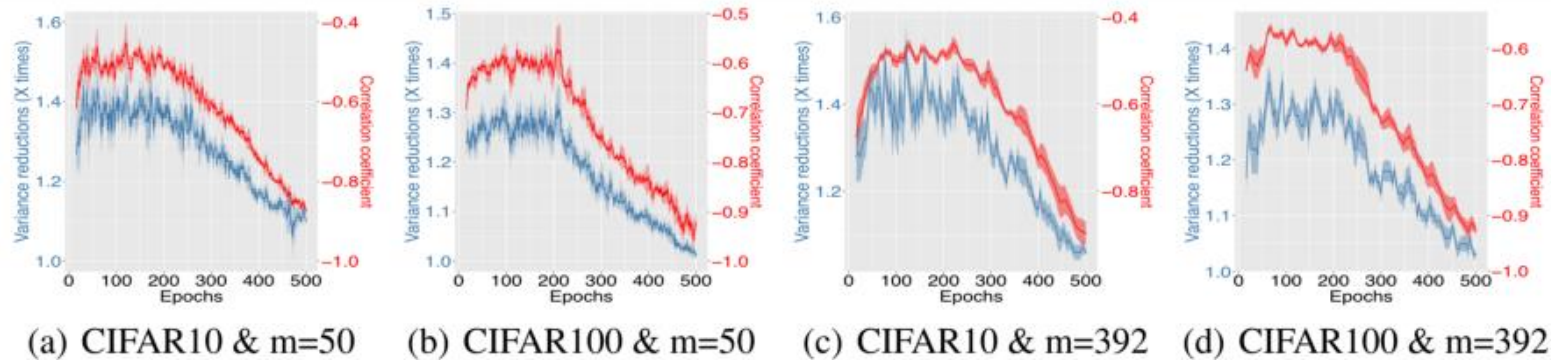 1.6
1.4
1.2
1.0
Variance reductions (X times)
−0.4
−0.6
−0.8
−1.0
Correlation coefficient
0 100 200 300 400 500
Epochs
(a) CIFAR10 & m=50
1.5
1.4
1.3
1.2
1.1
1.0
Variance reductions (X times)
−0.5
−0.6
−0.7
−0.8
−0.9
−1.0
Correlation coefficient
0 100 200 300 400 500
Epochs
(b) CIFAR100 & m=50
1.6
1.4
1.2
Variance reductions (X times)
−0.4
−0.6
−0.8
Correlation coefficient
0 100 200 300 400 500
Epochs
(c) CIFAR10 & m=392
1.4
1.3
1.2
1.1
1.0
Variance reductions (X times)
−0.6
−0.7
−0.8
−0.9
−1.0
Correlation coefficient
0 100 200 300 400 500
Epochs
(d) CIFAR100 & m=392